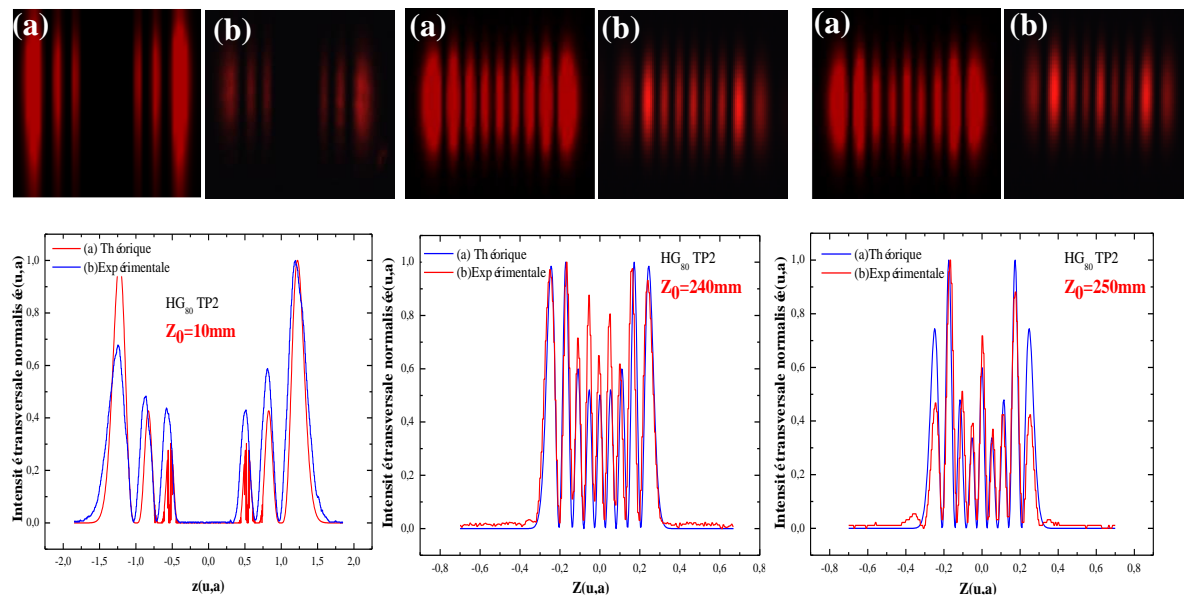 (a) (b) (a) (b) (a) (b)
Intensité transversale normalisée(u,a)
(a) Théorique
(b)Expérimentale
HG80 TP2
Z0=10mm
1,0
0,8
0,6
0,4
0,2
0,0
-2,0 -1,5 -1,0 -0,5 0,0 0,5 1,0 1,5 2,0
z(u,a)
Intensité transversale normalisée(u,a)
(a) Théorique
(b)Expérimentale
HG80 TP2
Z0=240mm
1,0
0,8
0,6
0,4
0,2
0,0
-0,8 -0,6 -0,4 -0,2 0,0 0,2 0,4 0,6 0,8
Z(u,a)
Intensité transversale normalisée(u,a)
(a)Théorique
(b)Expérimentale
HG80 TP2
Z0=250mm
1,0
0,8
0,6
0,4
0,2
0,0
-0,8 -0,6 -0,4 -0,2 0,0 0,2 0,4 0,6 0,8
Z(u,a)